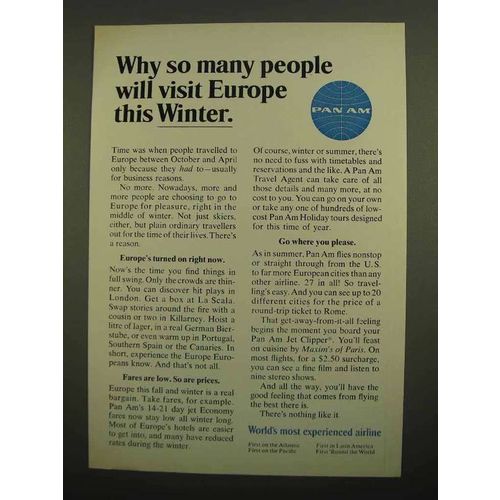 Why so many people
will visit Europe
this Winter.
PAN AM
Time was when people travelled to
Europe between October and April
only because they had to—usually
for business reasons.
No more. Nowadays, more and
more people are choosing to go to
Europe for pleasure, right in the
middle of winter. Not just skiers,
either, but plain ordinary travellers
out for the time of their lives. There's
a reason.
Europe's turned on right now.
Now's the time you find things in
full swing. Only the crowds are thin-
ner. You can discover hit plays in
London. Get a box at La Scala.
Swap stories around the fire with a
cousin or two in Killarney. Hoist a
litre of lager, in a real German Bier-
stube, or even warm up in Portugal,
Southern Spain or the Canaries. In
short, experience the Europe Euro-
peans know. And that's not all.
Fares are low. So are prices.
Europe this fall and winter is a real
bargain. Take fares, for example.
Pan Am's 14-21 day jet Economy
fares now stay low all winter long.
Most of Europe's hotels are easier
to get into, and many have reduced
rates during the winter.
Of course, winter or summer, there's
no need to fuss with timetables and
reservations and the like. A Pan Am
Travel Agent can take care of all
those details and many more, at no
cost to you. You can go on your own
or take any one of hundreds of low-
cost Pan Am Holiday tours designed
for this time of year.
Go where you please.
As in summer, Pan Am flies nonstop
or straight through from the U.S.
to far more European cities than any
other airline. 27 in all! So travel-
ling's easy. And you can see up to 20
different cities for the price of a
round-trip ticket to Rome.
That get-away-from-it-all feeling
begins the moment you board your
Pan Am Jet Clipper®. You'll feast
on cuisine by Maxim's of Paris. On
most flights, for a $2.50 surcharge,
you can see a fine film and listen to
nine stereo shows.
And all the way, you'll have the
good feeling that comes from flying
the best there is.
There's nothing like it.
World's most experienced airline
First on the Atlantic
First on the Pacific
First in Latin America
First 'Round the World